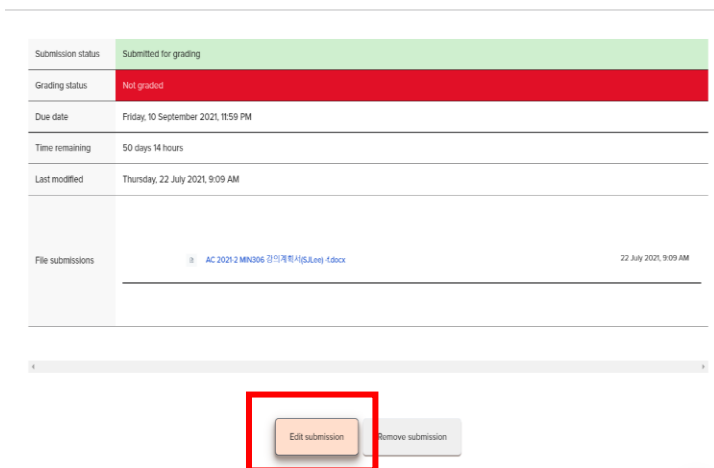 Submission status Submitted for grading
Grading status Not graded
Due date Friday, 10 September 2021, 11:59 PM
Time remaining 50 days 14 hours
Last modified Thursday, 22 July 2021, 9:09 AM
File submissions AC 2021-2 MIN306 강의계획서(SJLee) -f.docx 22 July 2021, 9:09 AM
Edit submission Remove submission